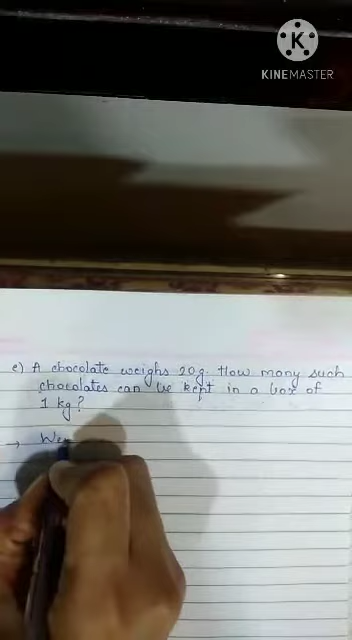 KINEMASTER
e) A chocolate weighs 20g. How many such
chocolates can be kept in a box of
1 kg?
→ We